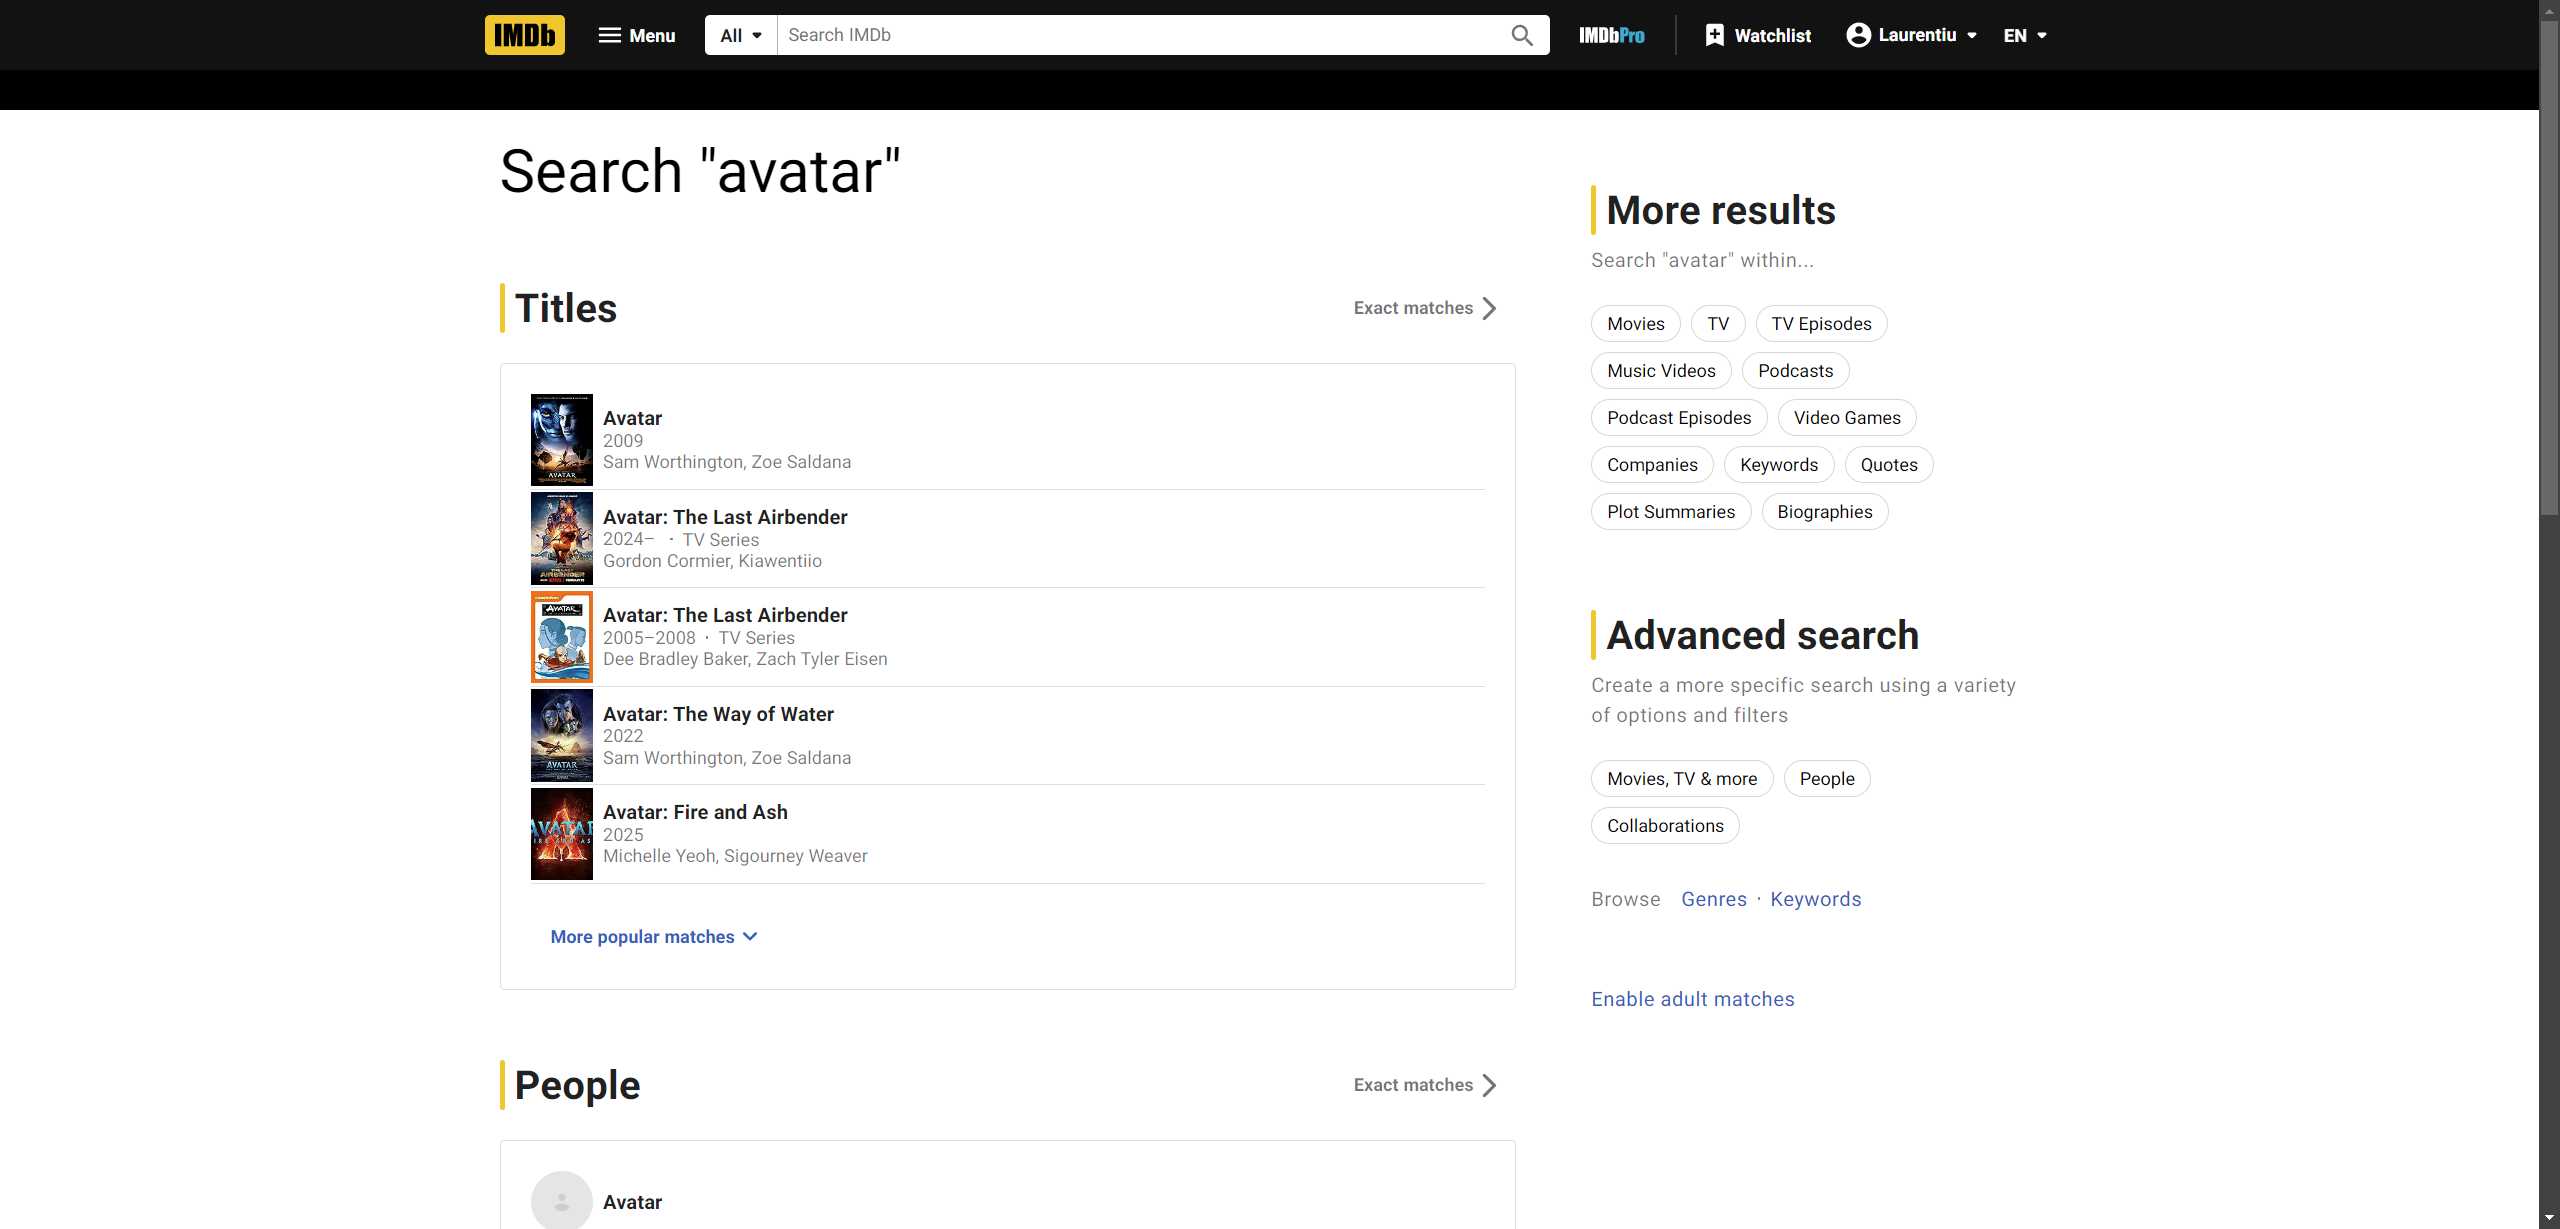 IMDb
Menu
All
Search IMDb
IMDbPro
Watchlist
Laurentiu
EN
Search "avatar"
Titles
Exact matches
Avatar
2009
Sam Worthington, Zoe Saldana
Avatar: The Last Airbender
2024– · TV Series
Gordon Cormier, Kiawentiio
Avatar: The Last Airbender
2005–2008 · TV Series
Dee Bradley Baker, Zach Tyler Eisen
Avatar: The Way of Water
2022
Sam Worthington, Zoe Saldana
Avatar: Fire and Ash
2025
Michelle Yeoh, Sigourney Weaver
More popular matches
People
Exact matches
Avatar
More results
Search "avatar" within...
Movies TV TV Episodes
Music Videos Podcasts
Podcast Episodes Video Games
Companies Keywords Quotes
Plot Summaries Biographies
Advanced search
Create a more specific search using a variety
of options and filters
Movies, TV & more People
Collaborations
Browse Genres · Keywords
Enable adult matches